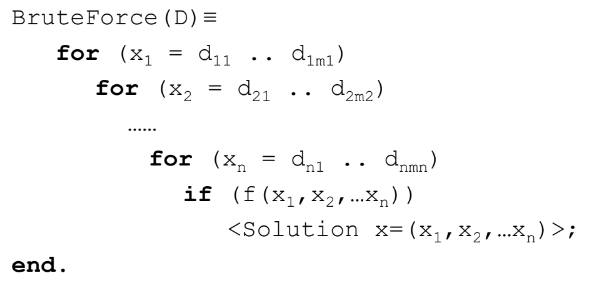 BruteForce(D)≡
for (x₁ = d₁₁ .. d₁ₘ₁)
for (x₂ = d₂₁ .. d₂ₘ₂)
……
for (xₙ = dₙ₁ .. dₙₘₙ)
if (f(x₁,x₂,…xₙ))
<Solution x=(x₁,x₂,…xₙ)>;
end.